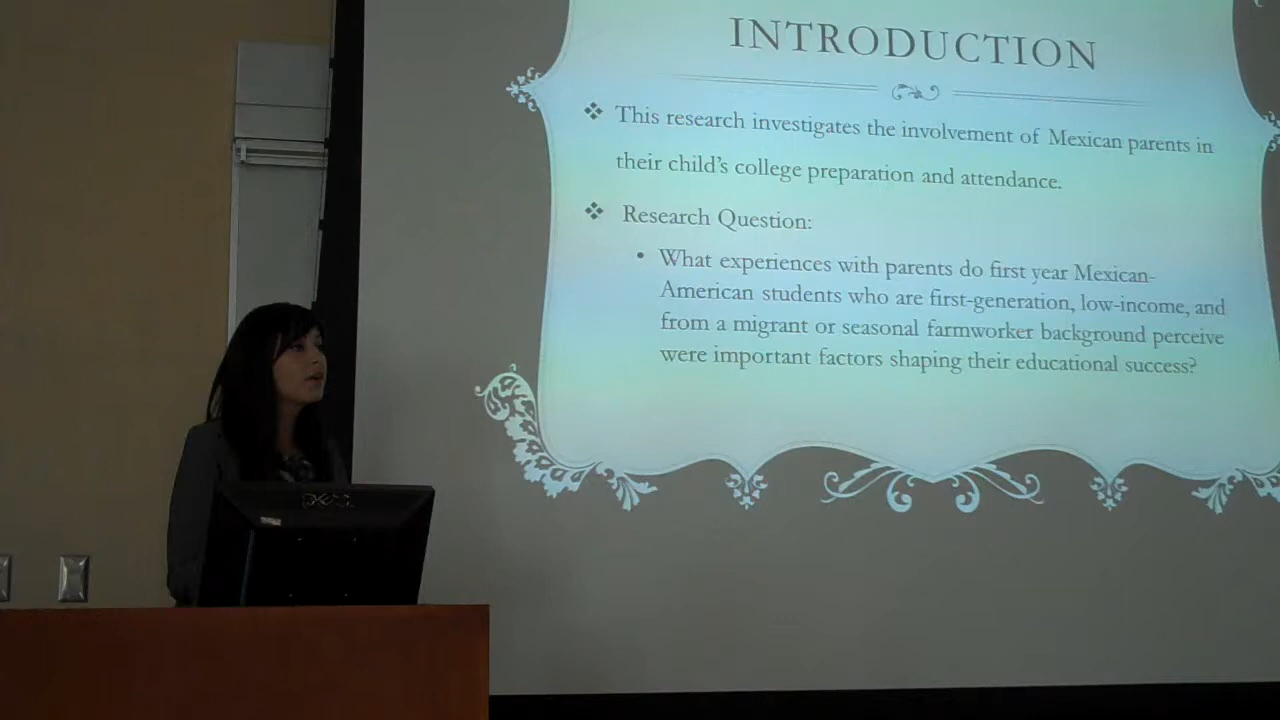 INTRODUCTION
This research investigates the involvement of Mexican parents in
their child's college preparation and attendance.
Research Question:
What experiences with parents do first year Mexican-
American students who are first-generation, low-income, and
from a migrant or seasonal farmworker background perceive
were important factors shaping their educational success?
DELL